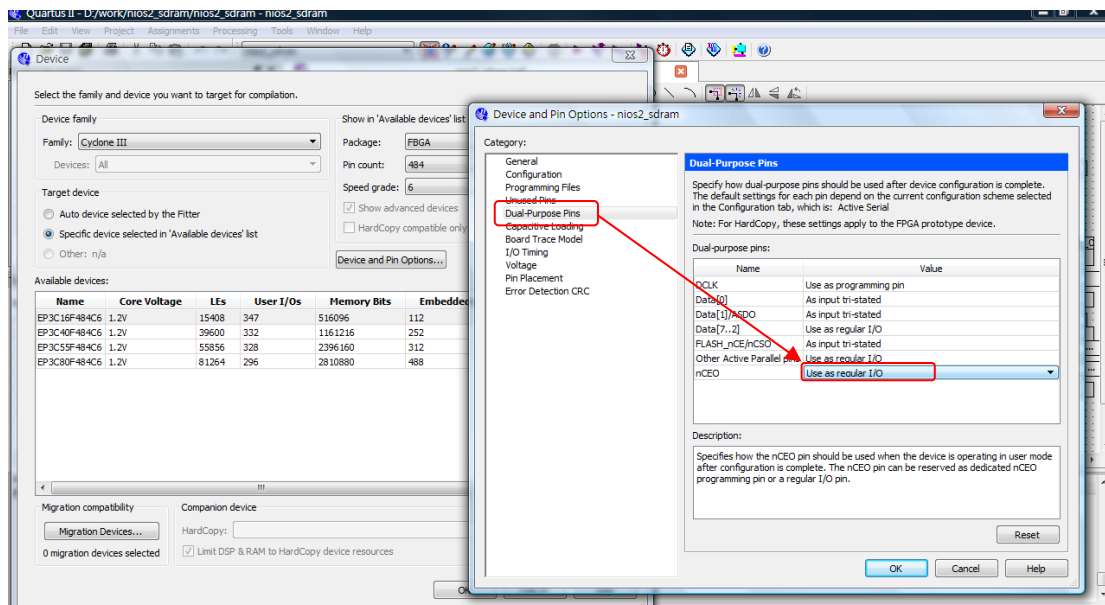 Quartus II - D:/work/nios2_sdram/nios2_sdram - nios2_sdram
File Edit View Project Assignments Processing Tools Window Help
Device
Select the family and device you want to target for compilation.
Device family
Family: Cyclone III
Devices: All
Show in 'Available devices' list
Package: FBGA
Pin count: 484
Speed grade: 6
Show advanced devices
HardCopy compatible only
Target device
Auto device selected by the Fitter
Specific device selected in 'Available devices' list
Other: n/a
Device and Pin Options...
Available devices:
Name Core Voltage LEs User I/Os Memory Bits Embedded
EP3C16F484C6 1.2V 15408 347 516096 112
EP3C40F484C6 1.2V 39600 332 1161216 252
EP3C55F484C6 1.2V 55856 328 2396160 312
EP3C80F484C6 1.2V 81264 296 2810880 488
Migration compatibility
Migration Devices...
0 migration devices selected
Companion device
HardCopy:
Limit DSP & RAM to HardCopy device resources
Device and Pin Options - nios2_sdram
Category:
General
Configuration
Programming Files
Unused Pins
Dual-Purpose Pins
Capacitive Loading
Board Trace Model
I/O Timing
Voltage
Pin Placement
Error Detection CRC
Dual-Purpose Pins
Specify how dual-purpose pins should be used after device configuration is complete.
The default settings for each pin depend on the current configuration scheme selected
in the Configuration tab, which is: Active Serial
Note: For HardCopy, these settings apply to the FPGA prototype device.
Dual-purpose pins:
Name Value
DCLK Use as programming pin
Data[0] As input tri-stated
Data[1]/ASDO As input tri-stated
Data[7..2] Use as regular I/O
FLASH_nCE/nCSO As input tri-stated
Other Active Parallel pins Use as regular I/O
nCEO Use as regular I/O
Description:
Specifies how the nCEO pin should be used when the device is operating in user mode
after configuration is complete. The nCEO pin can be reserved as dedicated nCEO
programming pin or a regular I/O pin.
Reset
OK Cancel Help